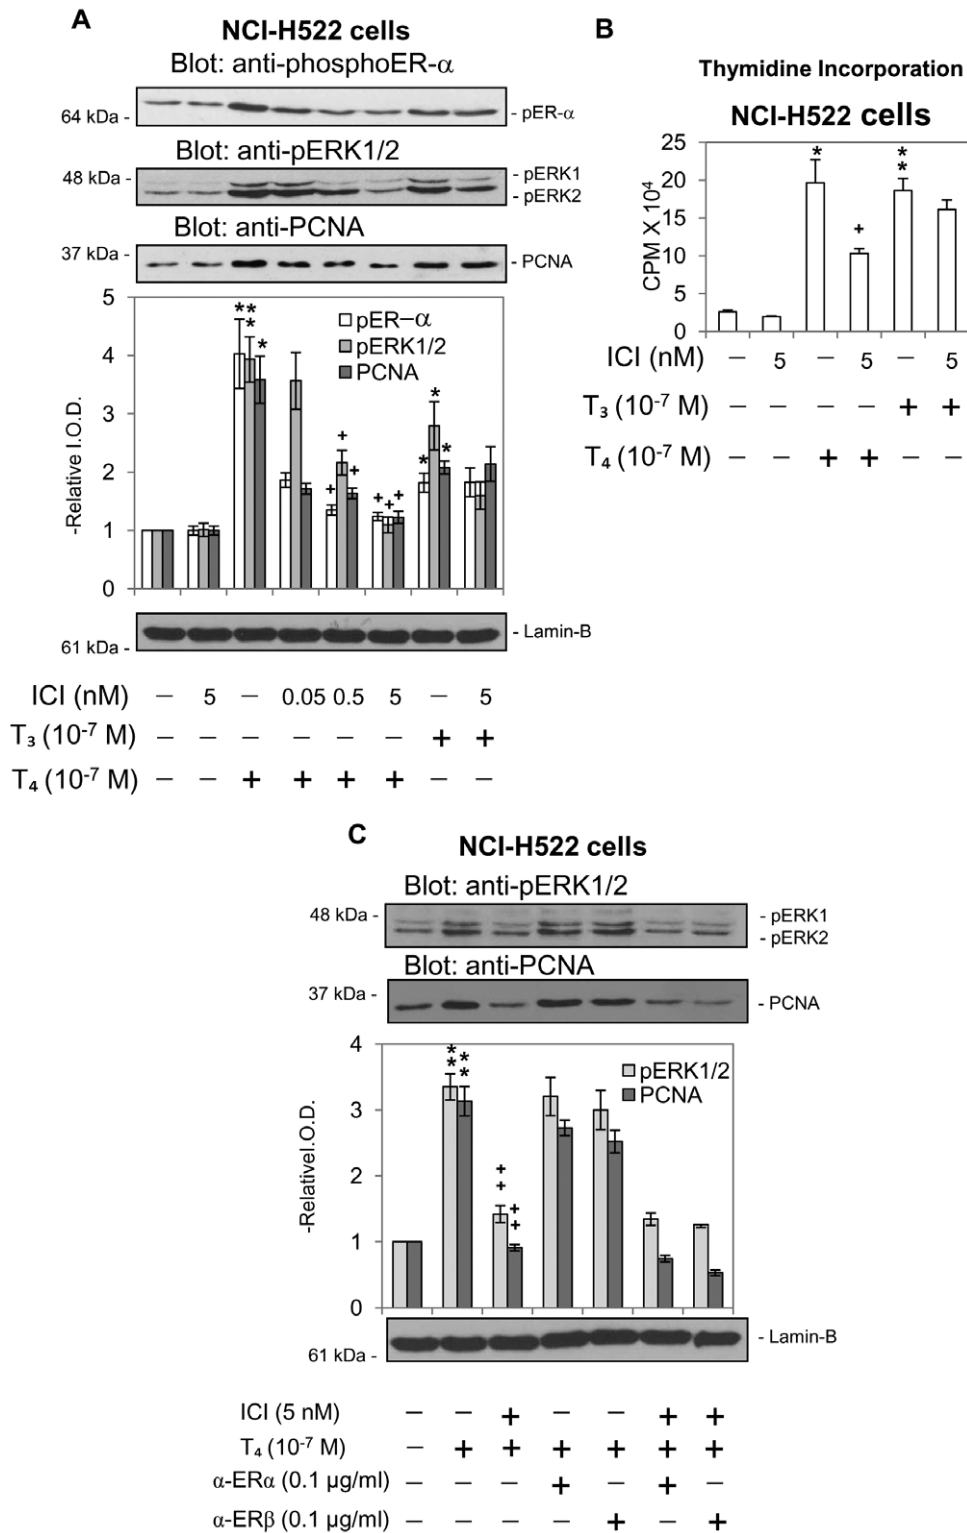 A
NCI-H522 cells
Blot: anti-phosphoER-α
64 kDa -
- pER-α
Blot: anti-pERK1/2
48 kDa -
- pERK1
- pERK2
Blot: anti-PCNA
37 kDa -
- PCNA
-Relative I.O.D.
5
4
3
2
1
0
pER−α
pERK1/2
PCNA
* * * *
+ + +
+ + +
* * *
61 kDa -
- Lamin-B
ICI (nM) − 5 − 0.05 0.5 5 − 5
T₃ (10⁻⁷ M) − − − − − − + +
T₄ (10⁻⁷ M) − − + + + + − −
B
Thymidine Incorporation
NCI-H522 cells
CPM X 10⁴
25
20
15
10
5
0
* + * *
ICI (nM) − 5 − 5 − 5
T₃ (10⁻⁷ M) − − − − + +
T₄ (10⁻⁷ M) − − + + − −
C
NCI-H522 cells
Blot: anti-pERK1/2
48 kDa -
- pERK1
- pERK2
Blot: anti-PCNA
37 kDa -
- PCNA
-RelativeI.O.D.
4
3
2
1
0
pERK1/2
PCNA
* * * *
+ + + +
61 kDa -
- Lamin-B
ICI (5 nM) − − + − − + +
T₄ (10⁻⁷ M) − + + + + + +
α-ERα (0.1 µg/ml) − − − + − + −
α-ERβ (0.1 µg/ml) − − − − + − +